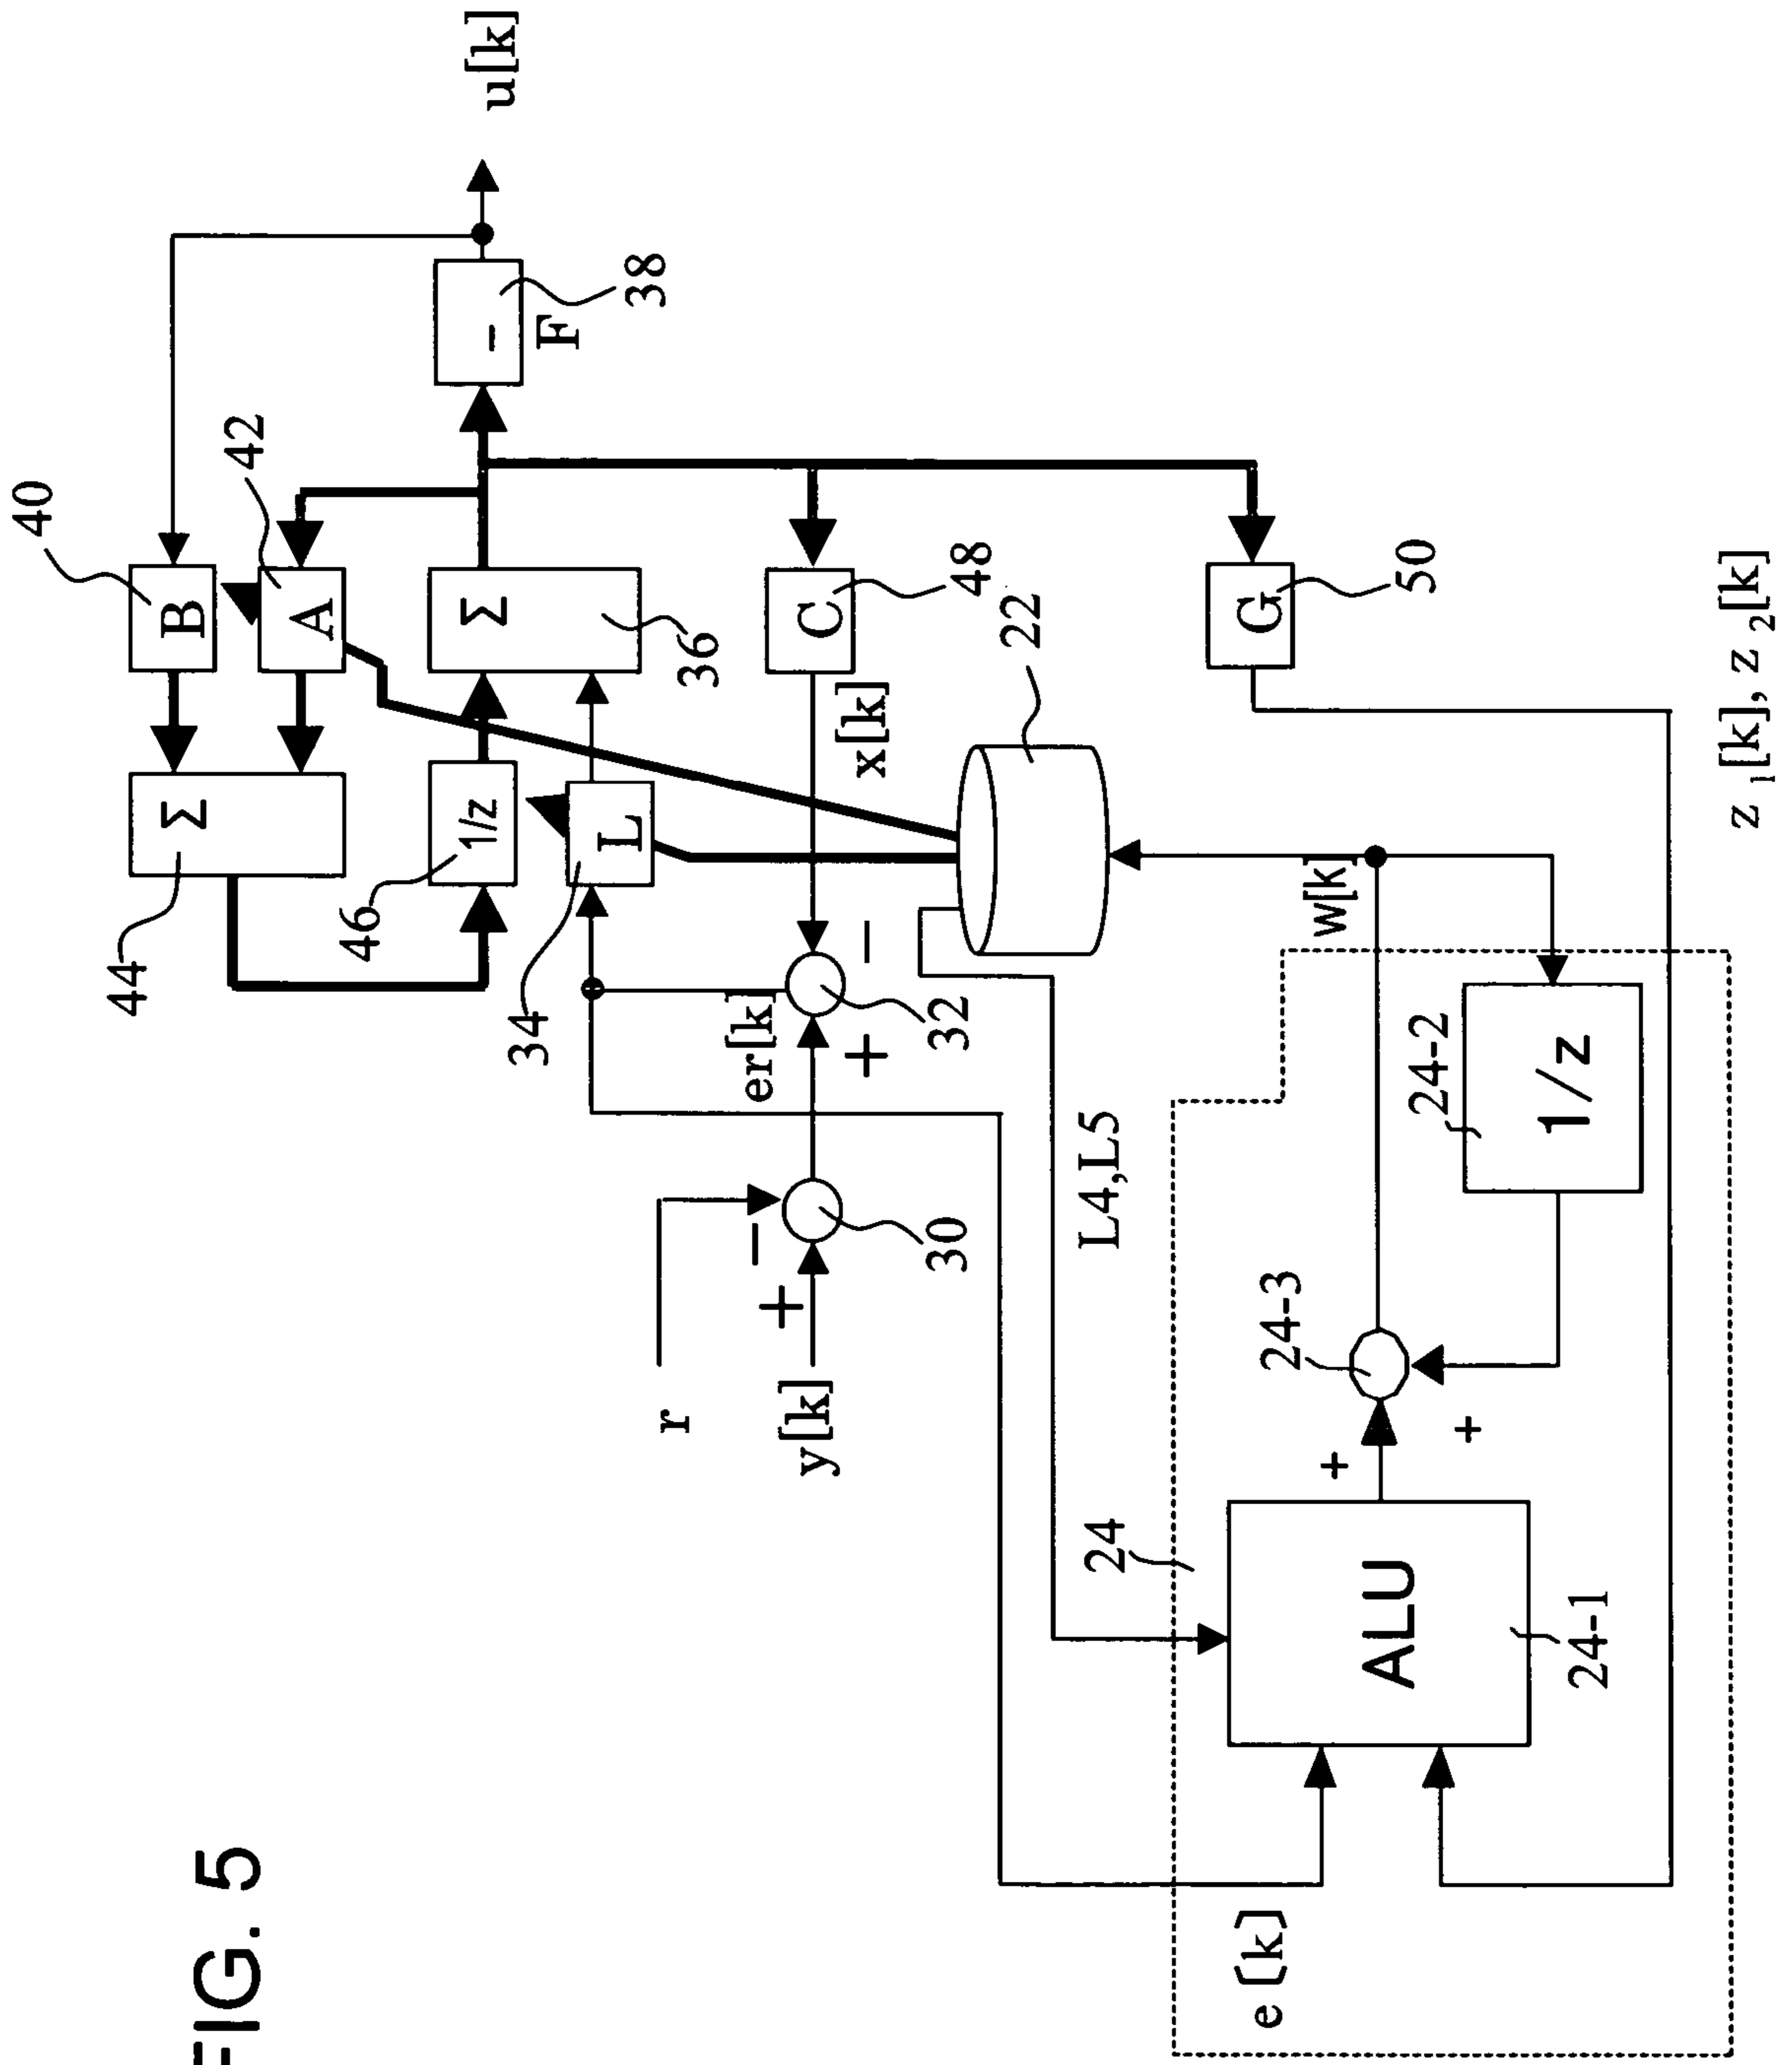 FIG. 5
40
B
42
A
44
Σ
46
1/z
Σ
36
-
F
38
u[k]
34
L
r
-
+
y[k]
30
er[k]
+
-
32
x[k]
C
48
22
L4,L5
G
50
24
e [k]
ALU
24-1
+
+
24-3
W[k]
24-2
1/z
z 1[k], z 2[k]